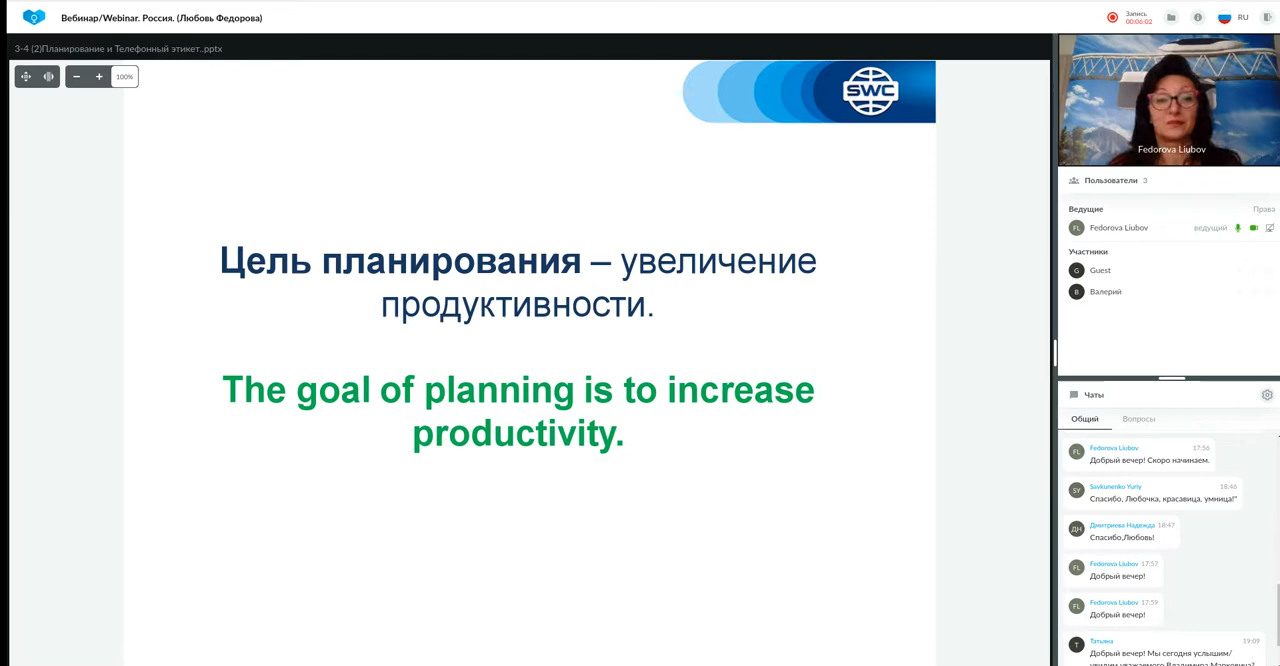 Вебинар/Webinar. Россия. (Любовь Федорова)
Запись
00:06:02
RU
3-4 (2)Планирование и Телефонный этикет..pptx
100%
SWC
Цель планирования – увеличение
продуктивности.
The goal of planning is to increase
productivity.
Fedorova Liubov
Пользователи 3
Ведущие Права
FL Fedorova Liubov ведущий
Участники
G Guest
В Валерий
Чаты
Общий Вопросы
FL Fedorova Liubov 17:56
Добрый вечер! Скоро начинаем.
SY Savkunenko Yuriy 18:46
Спасибо, Любочка, красавица, умница!"
ДН Дмитриева Надежда 18:47
Спасибо,Любовь!
FL Fedorova Liubov 17:57
Добрый вечер!
FL Fedorova Liubov 17:59
Добрый вечер!
Т Татьяна 19:09
Добрый вечер! Мы сегодня услышим/
увидим уважаемого Владимира Марковича?